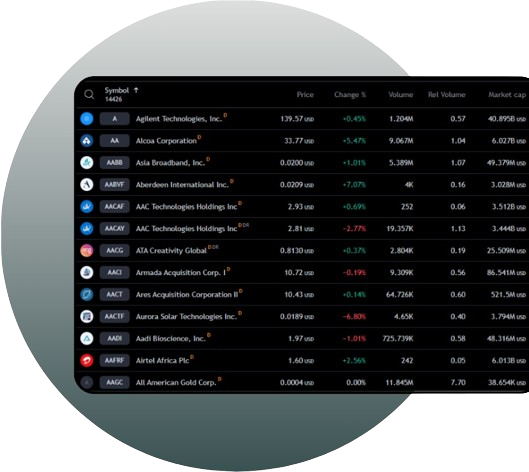 Symbol ↑ Price Change % Volume Rel Volume Market cap
14426
A Agilent Technologies, Inc. D 139.57 USD +0.45% 1.204M 0.57 40.895B USD
AA Alcoa Corporation D 33.77 USD +5.47% 9.067M 1.04 6.027B USD
AABB Asia Broadband, Inc. D 0.0200 USD +1.01% 5.389M 1.07 49.379M USD
AABVF Aberdeen International Inc. D 0.0209 USD +7.07% 4K 0.16 3.028M USD
AACAF AAC Technologies Holdings Inc D 2.93 USD +0.69% 252 0.06 3.512B USD
AACAY AAC Technologies Holdings Inc D DR 2.81 USD −2.77% 19.357K 1.13 3.444B USD
AACG ATA Creativity Global D DR 0.8130 USD +0.37% 2.804K 0.19 25.509M USD
AACI Armada Acquisition Corp. I D 10.72 USD −0.19% 9.309K 0.56 86.541M USD
AACT Ares Acquisition Corporation II D 10.43 USD +0.14% 64.726K 0.60 521.5M USD
AACTF Aurora Solar Technologies Inc. D 0.0189 USD −6.80% 4.65K 0.40 3.794M USD
AADI Aadi Bioscience, Inc. D 1.97 USD −1.01% 725.739K 0.58 48.316M USD
AAFRF Airtel Africa Plc D 1.60 USD +2.56% 242 0.05 6.013B USD
AAGC All American Gold Corp. D 0.0004 USD 0.00% 11.845M 7.70 38.654K USD